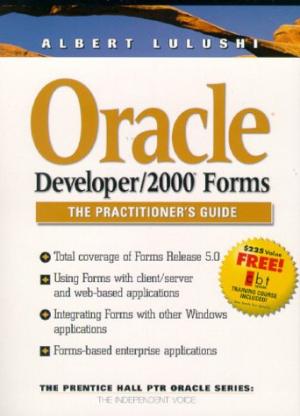 ALBERT LULUSHI
Oracle
Developer/2000 Forms
THE PRACTITIONER'S GUIDE
Total coverage of Forms Release 5.0
Using Forms with client/server
and web-based applications
Integrating Forms with other Windows
applications
Forms-based enterprise applications
$225 Value
FREE!
cbt
TRAINING COURSE
INCLUDED!
THE PRENTICE HALL PTR ORACLE SERIES:
THE INDEPENDENT VOICE